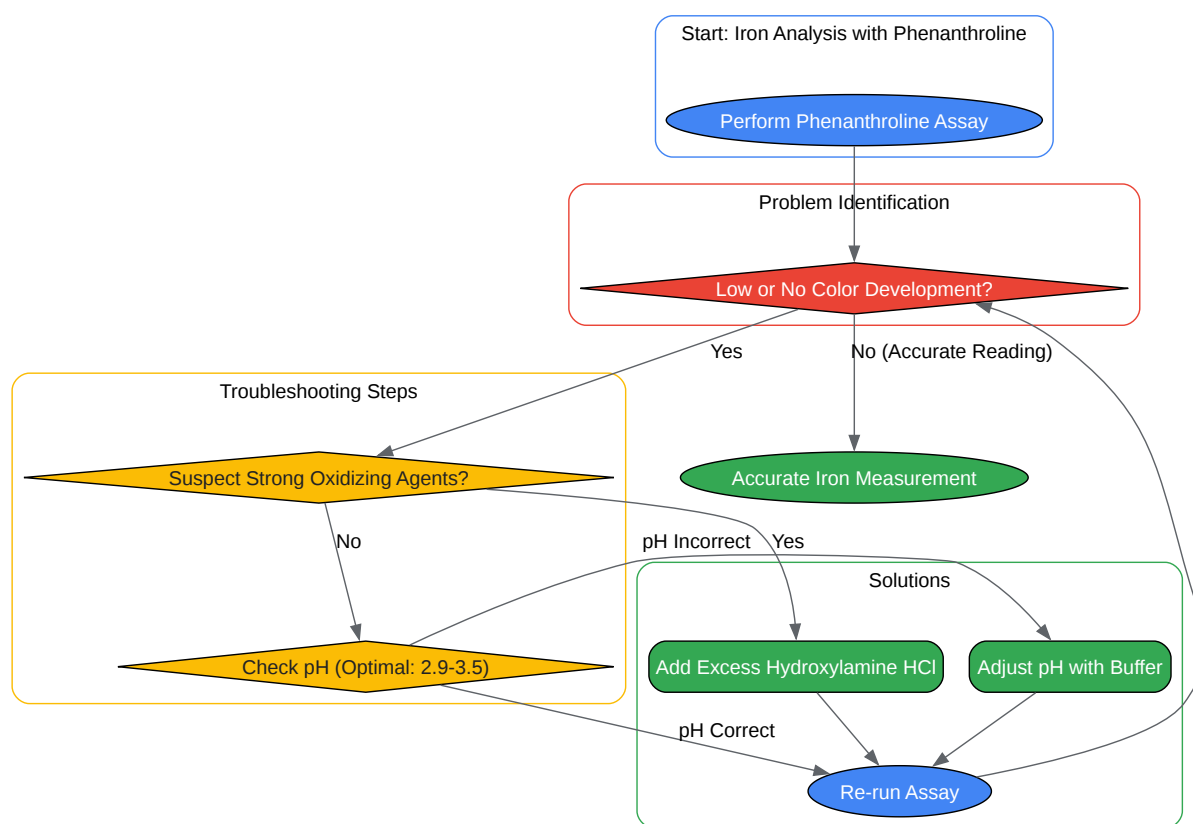 Start: Iron Analysis with Phenanthroline
Perform Phenanthroline Assay
Problem Identification
Low or No Color Development?
Yes
No (Accurate Reading)
Troubleshooting Steps
Suspect Strong Oxidizing Agents?
Accurate Iron Measurement
No
pH Incorrect
Yes
Solutions
Check pH (Optimal: 2.9-3.5)
Add Excess Hydroxylamine HCl
Adjust pH with Buffer
pH Correct
Re-run Assay